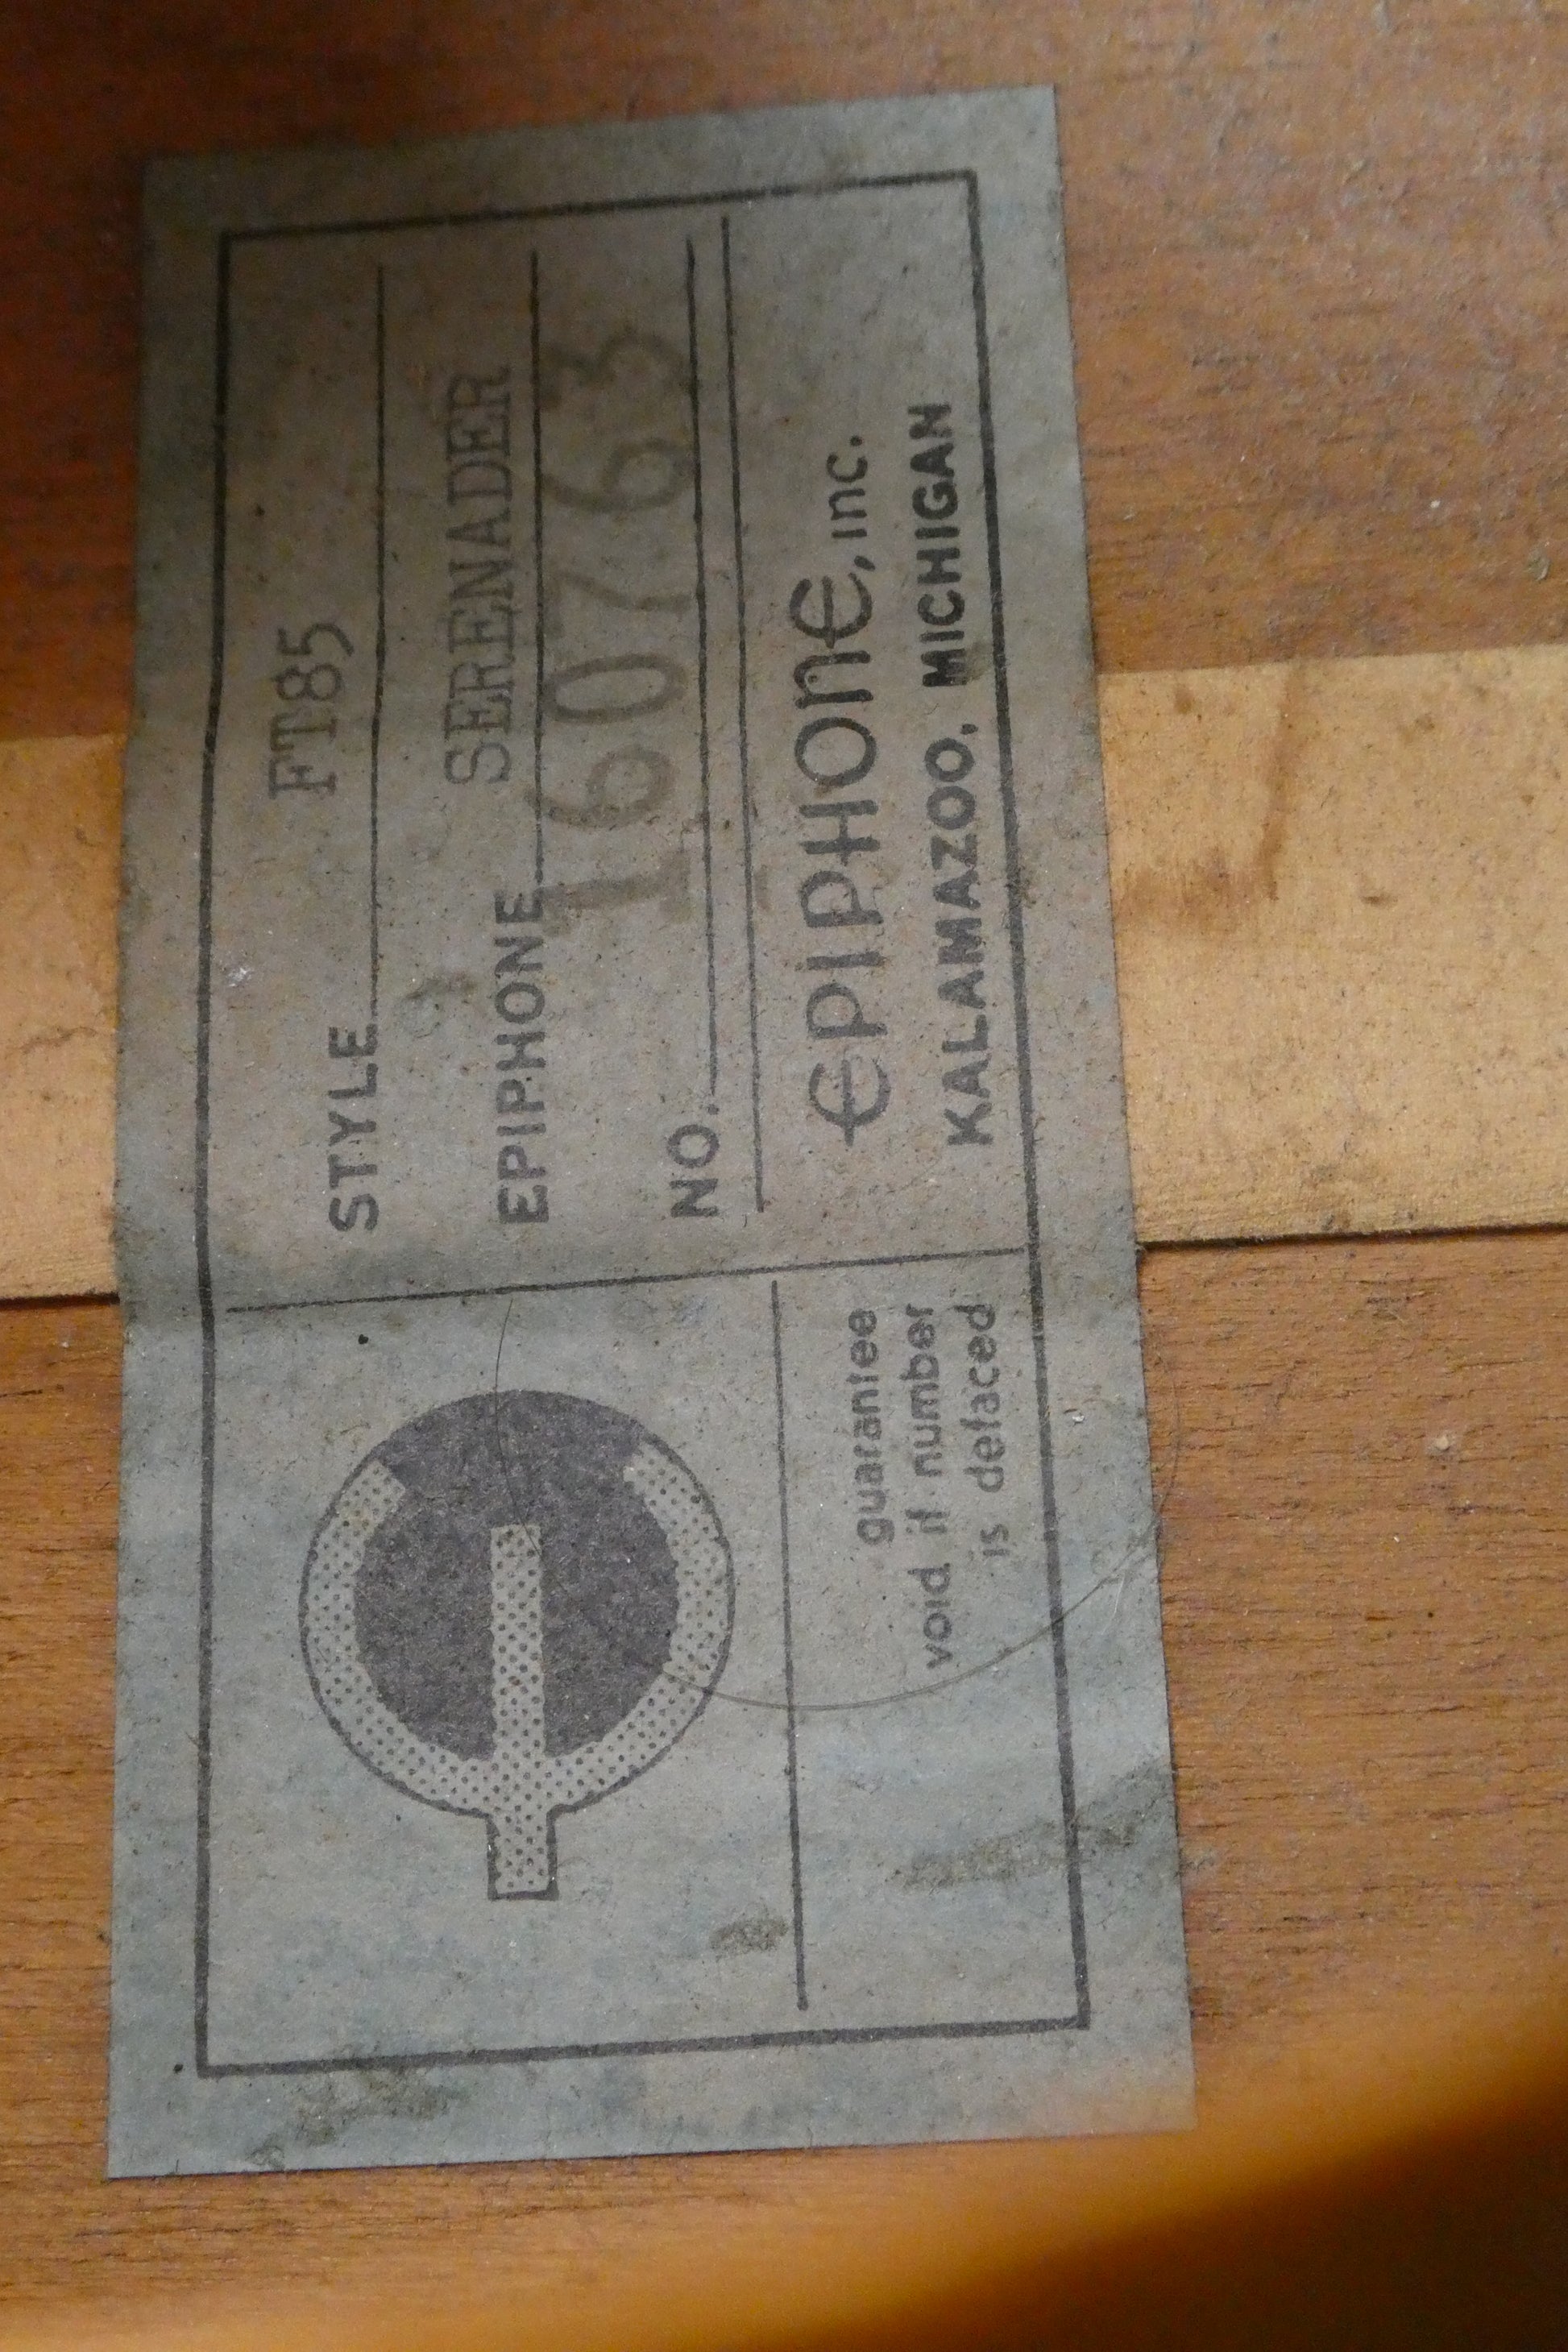 STYLE FT85
EPIPHONE SERENADER
NO. 160763
EPIPHONE, INC.
KALAMAZOO, MICHIGAN
guarantee
void if number
is defaced